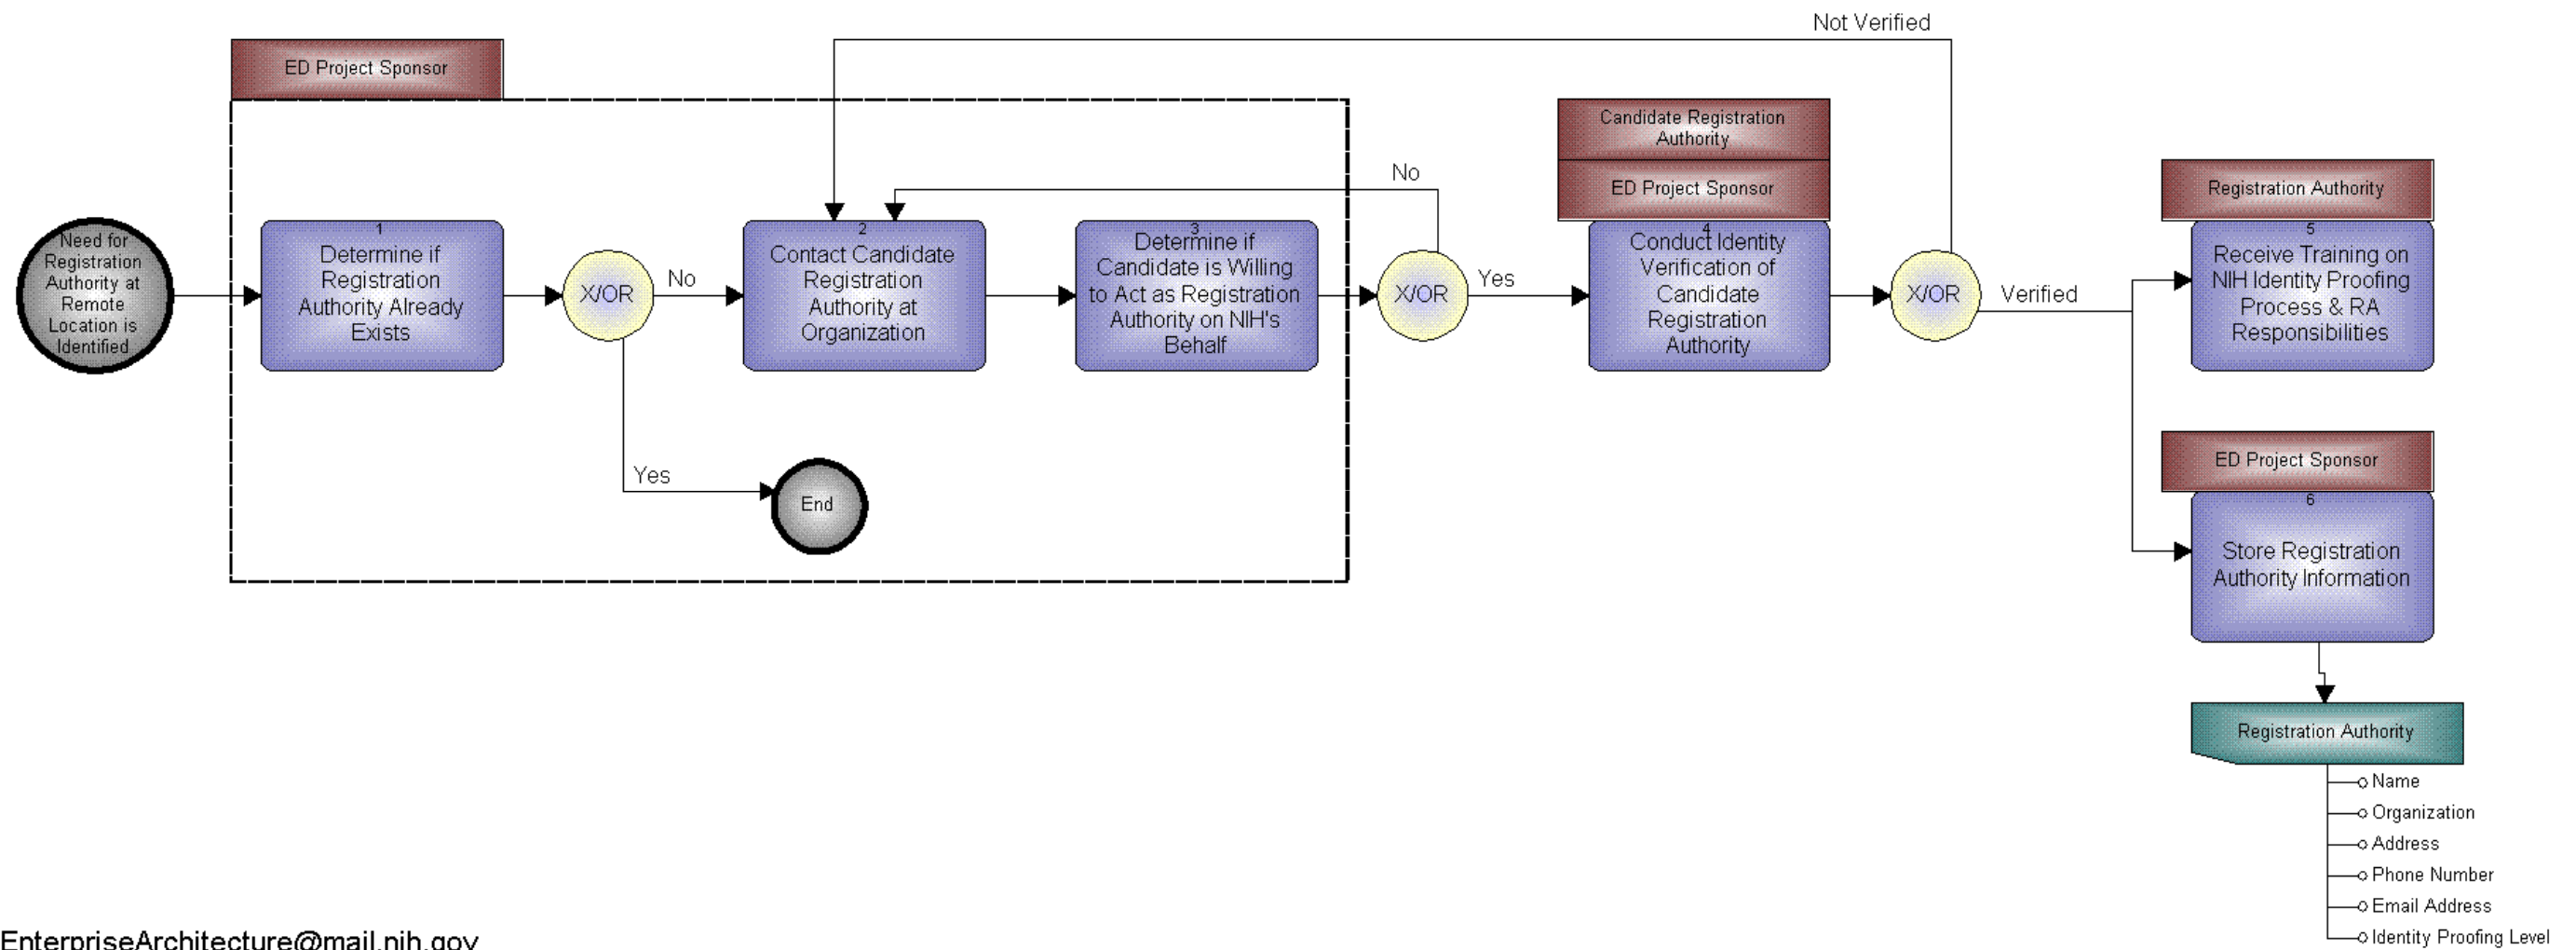 Not Verified
ED Project Sponsor
Candidate Registration
Authority
ED Project Sponsor
No
Registration Authority
Need for
Registration
Authority at
Remote
Location is
Identified
1
Determine if
Registration
Authority Already
Exists
X/OR
No
Yes
End
2
Contact Candidate
Registration
Authority at
Organization
3
Determine if
Candidate is Willing
to Act as Registration
Authority on NIH's
Behalf
X/OR
Yes
4
Conduct Identity
Verification of
Candidate
Registration
Authority
X/OR
Verified
5
Receive Training on
NIH Identity Proofing
Process & RA
Responsibilities
ED Project Sponsor
6
Store Registration
Authority Information
Registration Authority
Name
Organization
Address
Phone Number
Email Address
Identity Proofing Level
EnterpriseArchitecture@mail.nih.gov